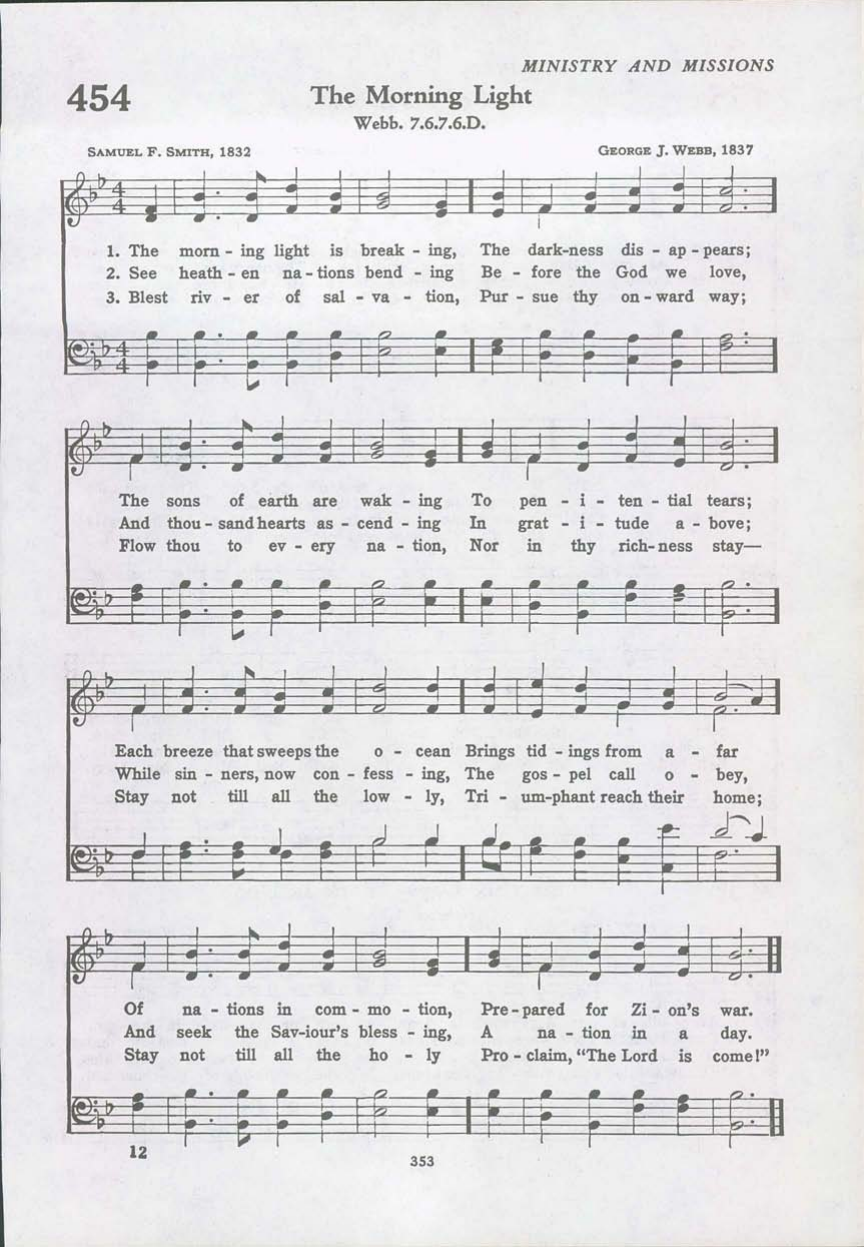 MINISTRY AND MISSIONS
454 The Morning Light
Webb. 7.6.7.6.D.
SAMUEL F. SMITH, 1832 GEORGE J. WEBB, 1837
4 4
1. The morn - ing light is break - ing, The dark-ness dis - ap - pears;
2. See heath - en na - tions bend - ing Be - fore the God we love,
3. Blest riv - er of sal - va - tion, Pur - sue thy on - ward way;
4 4
The sons of earth are wak - ing To pen - i - ten - tial tears;
And thou - sand hearts as - cend - ing In grat - i - tude a - bove;
Flow thou to ev - ery na - tion, Nor in thy rich- ness stay—
Each breeze that sweeps the o - cean Brings tid - ings from a - far
While sin - ners, now con - fess - ing, The gos - pel call o - bey,
Stay not till all the low - ly, Tri - um-phant reach their home;
Of na - tions in com - mo - tion, Pre - pared for Zi - on's war.
And seek the Sav-iour's bless - ing, A na - tion in a day.
Stay not till all the ho - ly Pro - claim, "The Lord is come!"
12
353